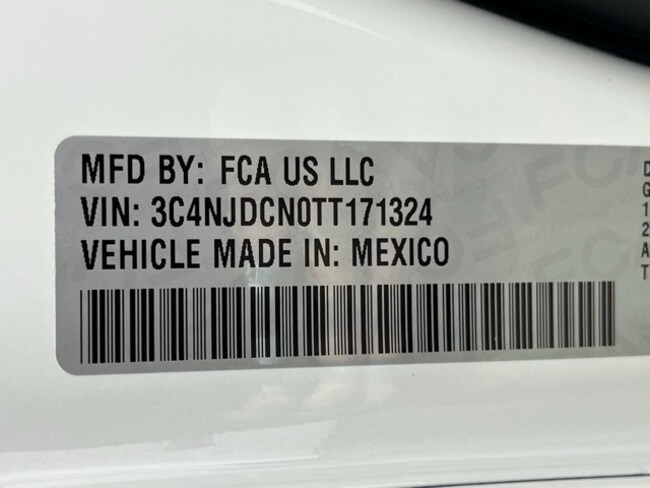 MFD BY: FCA US LLC
VIN: 3C4NJDCN0TT171324
VEHICLE MADE IN: MEXICO